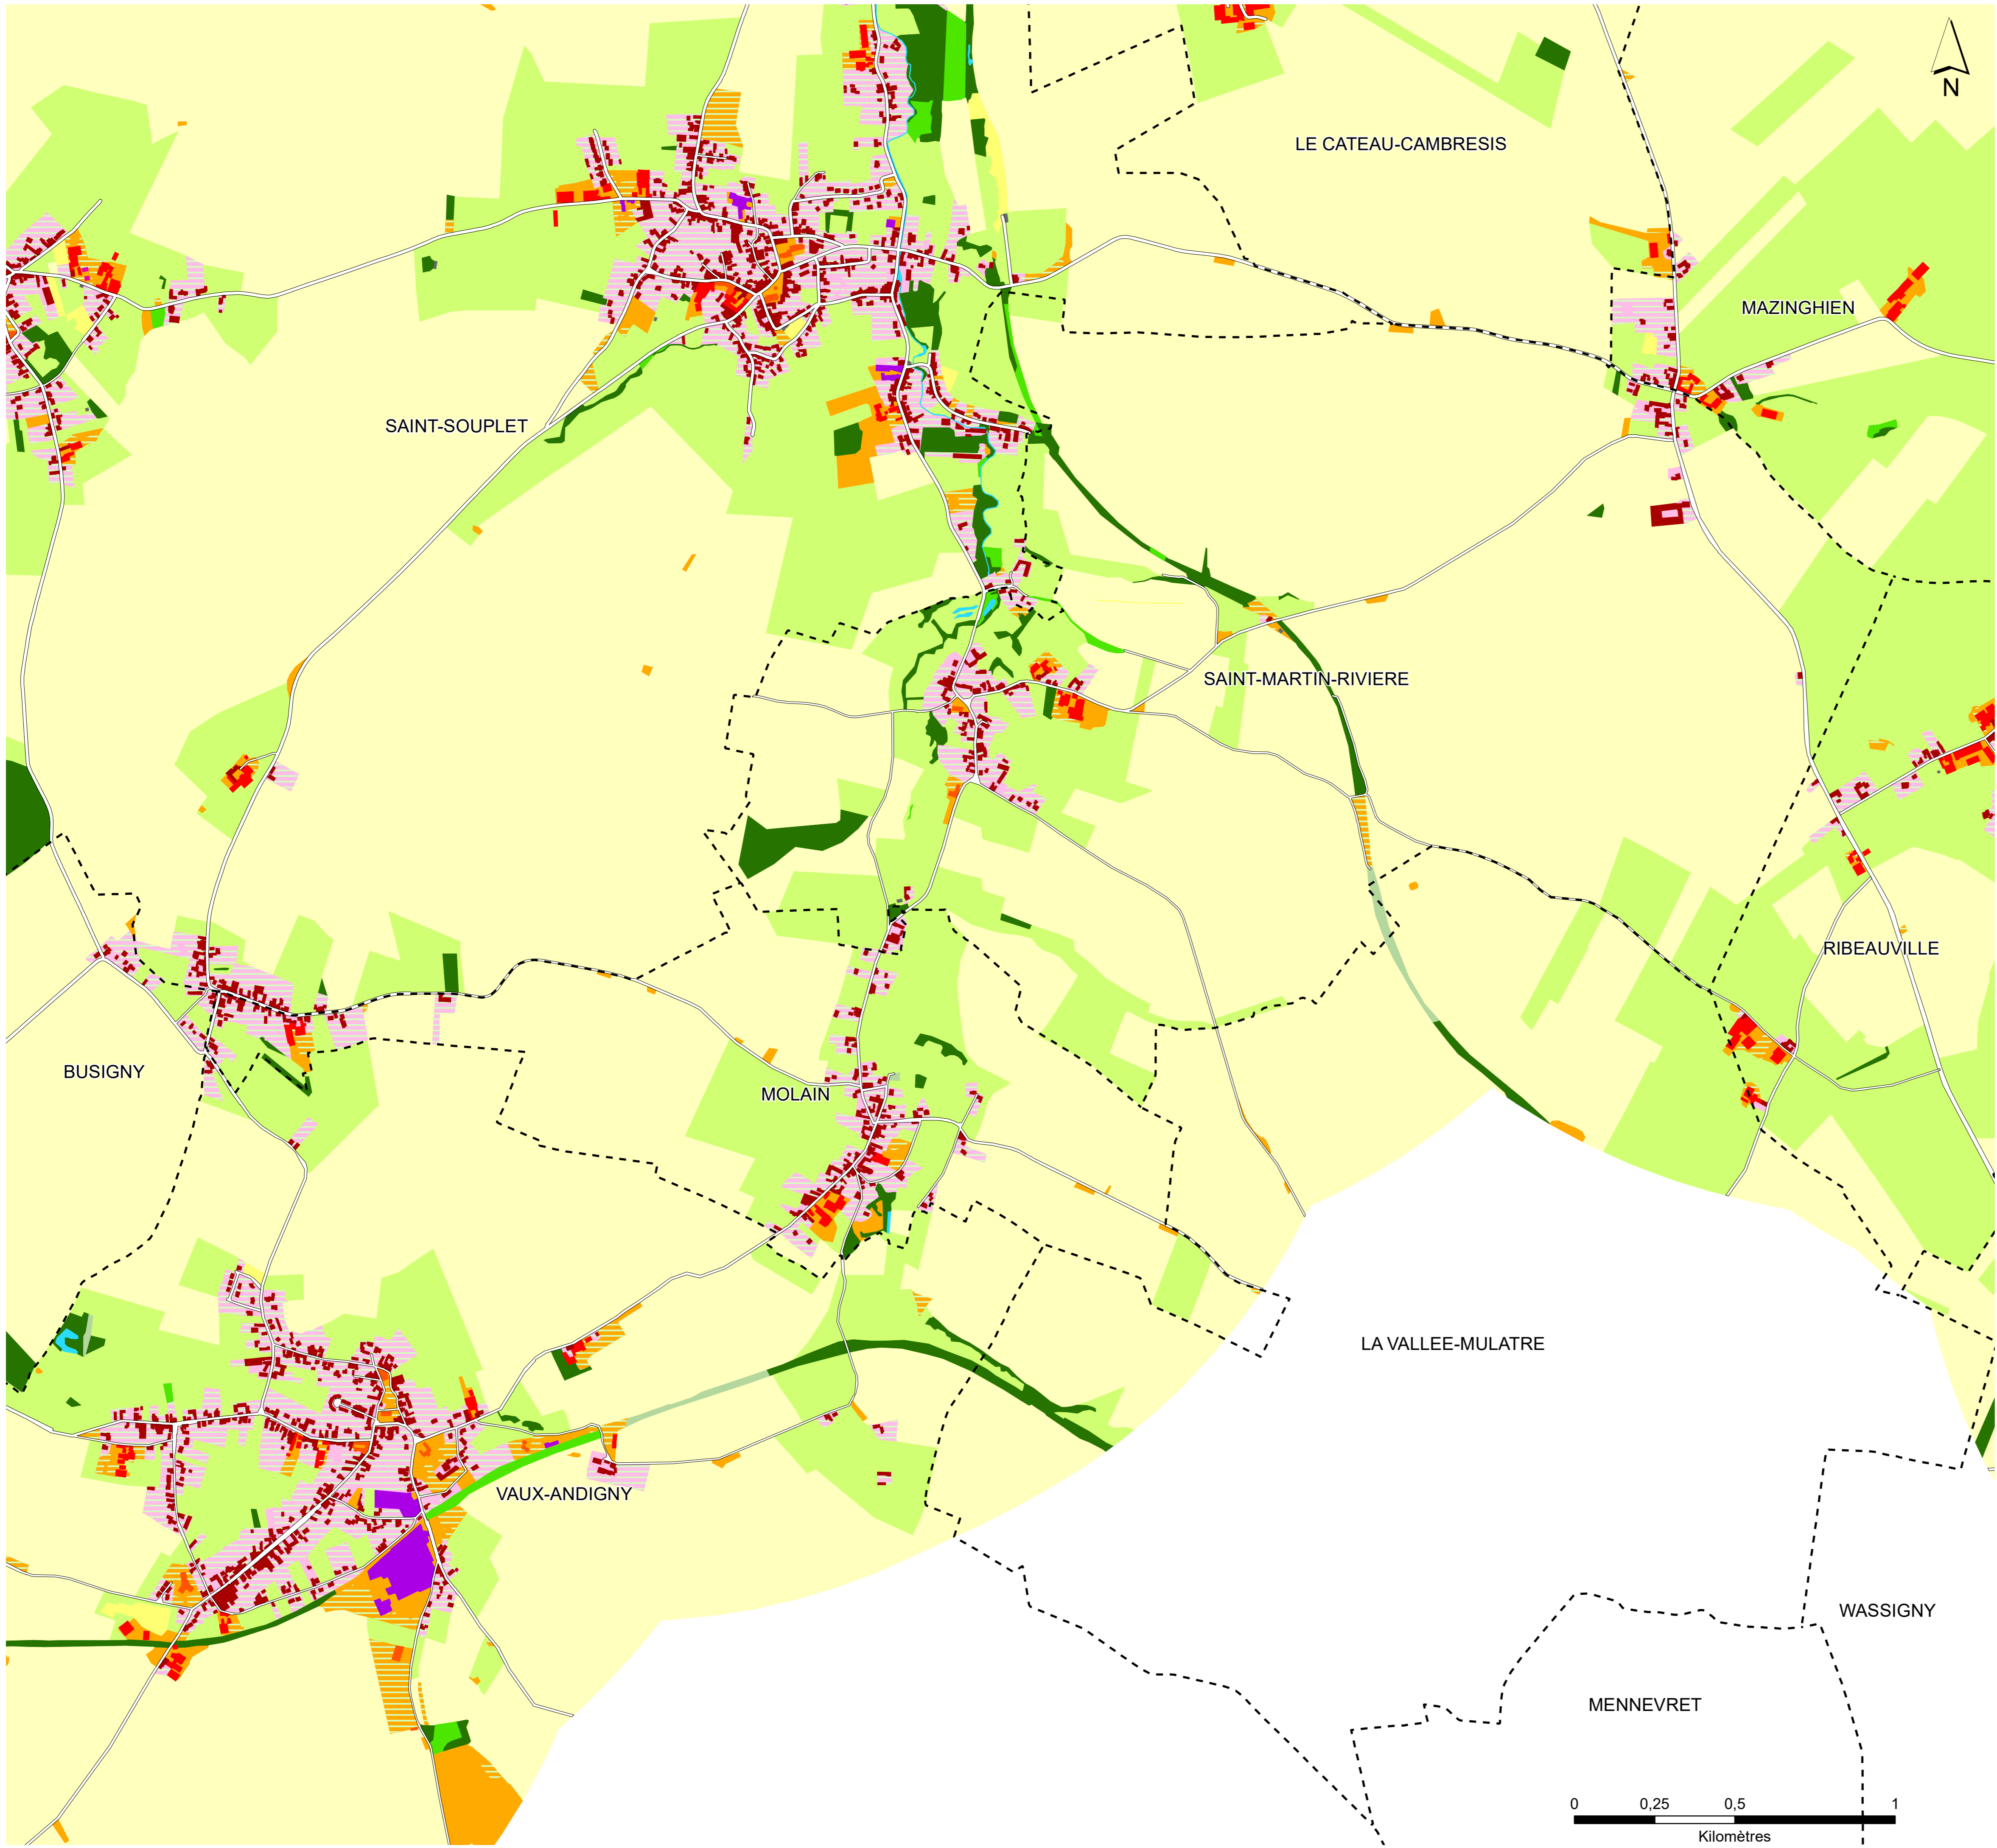 N
LE CATEAU-CAMBRESIS
MAZINGHIEN
SAINT-SOUPLET
SAINT-MARTIN-RIVIERE
RIBEAUVILLE
BUSIGNY
MOLAIN
LA VALLEE-MULATRE
VAUX-ANDIGNY
WASSIGNY
MENNEVRET
0 0,25 0,5 1
Kilomètres